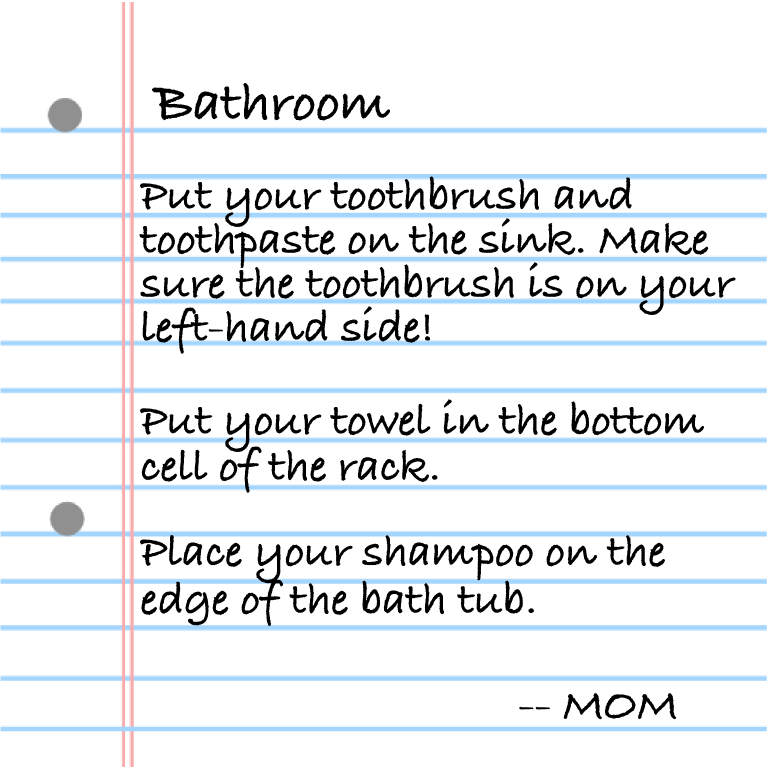 Bathroom
Put your toothbrush and
toothpaste on the sink. Make
sure the toothbrush is on your
left-hand side!
Put your towel in the bottom
cell of the rack.
Place your shampoo on the
edge of the bath tub.
-- MOM